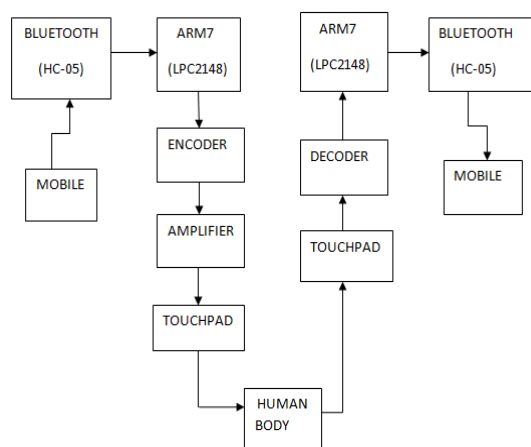 BLUETOOTH
(HC-05)
ARM7
(LPC2148)
ARM7
(LPC2148)
BLUETOOTH
(HC-05)
ENCODER
DECODER
MOBILE
MOBILE
AMPLIFIER
TOUCHPAD
TOUCHPAD
HUMAN
BODY